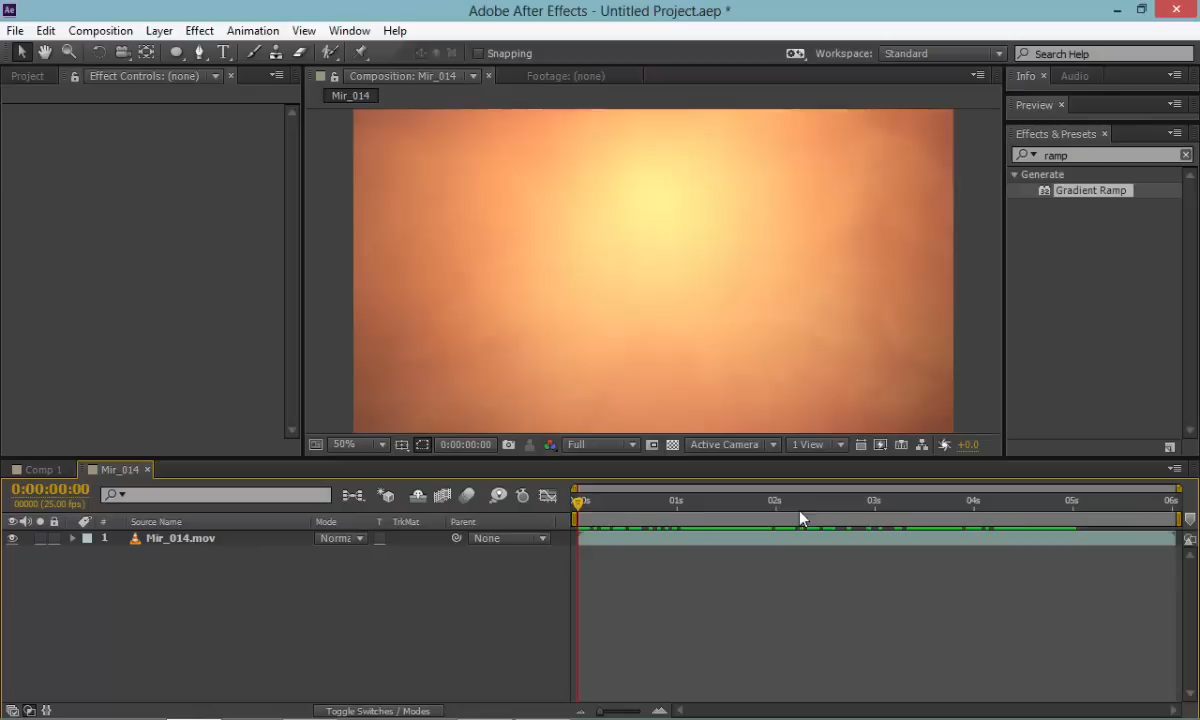 Ae
Adobe After Effects - Untitled Project.aep *
File Edit Composition Layer Effect Animation View Window Help
Snapping
Workspace: Standard
Search Help
Project
Effect Controls: (none)
Composition: Mir_014
Footage: (none)
Info
Audio
Mir_014
Preview
Effects & Presets
ramp
Generate
32 Gradient Ramp
50%
0:00:00:00
Full
Active Camera
1 View
+0.0
Comp 1
Mir_014
0:00:00:00
00000 (25.00 fps)
01s 02s 03s 04s 05s 06s
# Source Name Mode T TrkMat Parent
1 Mir_014.mov None
Toggle Switches / Modes